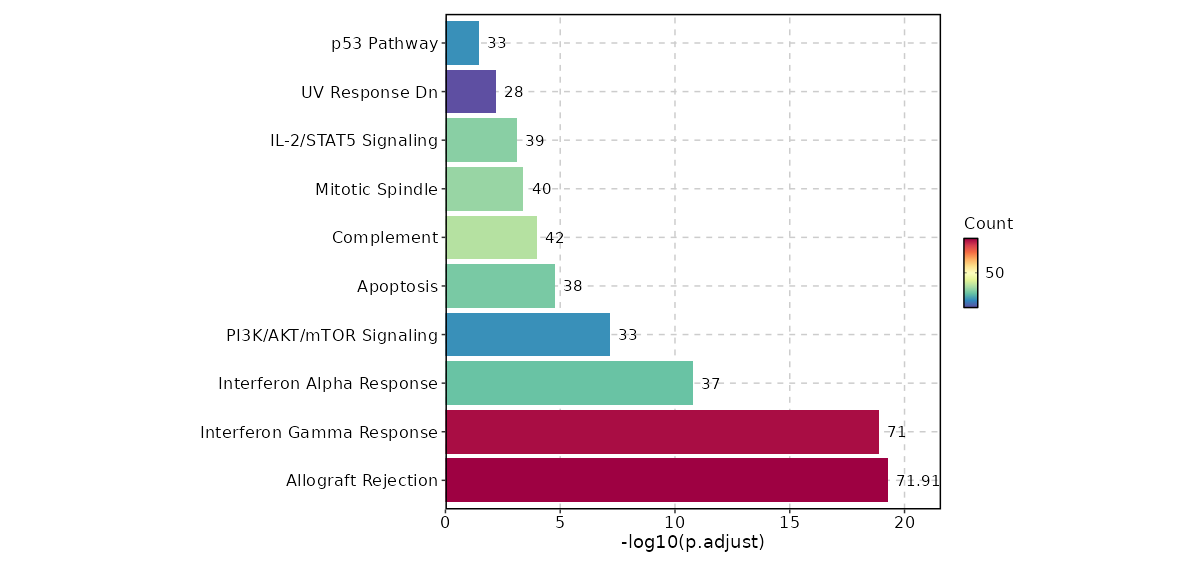 p53 Pathway 33
UV Response Dn 28
IL-2/STAT5 Signaling 39
Mitotic Spindle 40
Complement 42
Apoptosis 38
PI3K/AKT/mTOR Signaling 33
Interferon Alpha Response 37
Interferon Gamma Response 71
Allograft Rejection 71.91
0 5 10 15 20
-log10(p.adjust)
Count
50